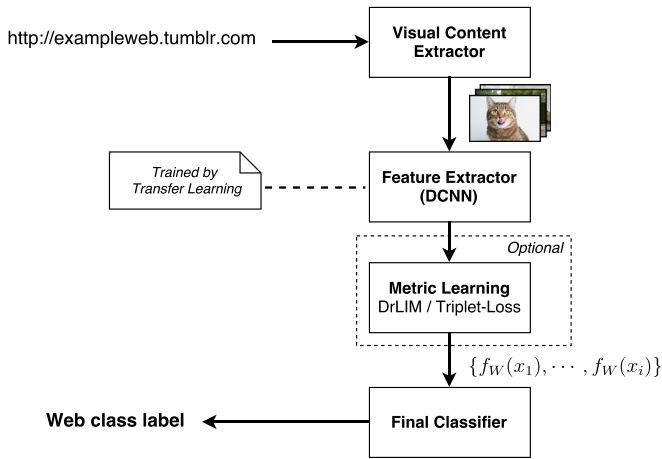 http://exampleweb.tumblr.com
Visual Content
Extractor
Trained by
Transfer Learning
Feature Extractor
(DCNN)
Optional
Metric Learning
DrLIM / Triplet-Loss
{f_W(x_1), ⋯ , f_W(x_i)}
Web class label
Final Classifier